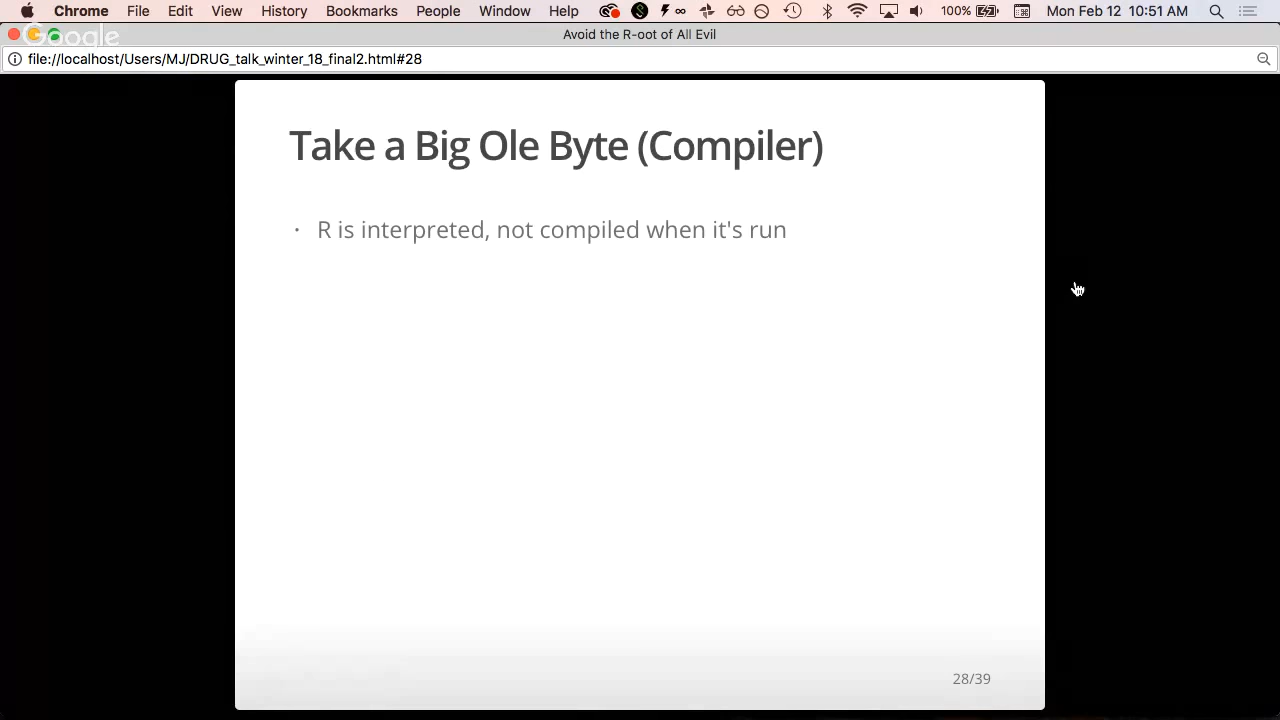 Chrome File Edit View History Bookmarks People Window Help 100% Mon Feb 12 10:51 AM
Google
Avoid the R-oot of All Evil
file://localhost/Users/MJ/DRUG_talk_winter_18_final2.html#28
Take a Big Ole Byte (Compiler)
· R is interpreted, not compiled when it's run
28/39